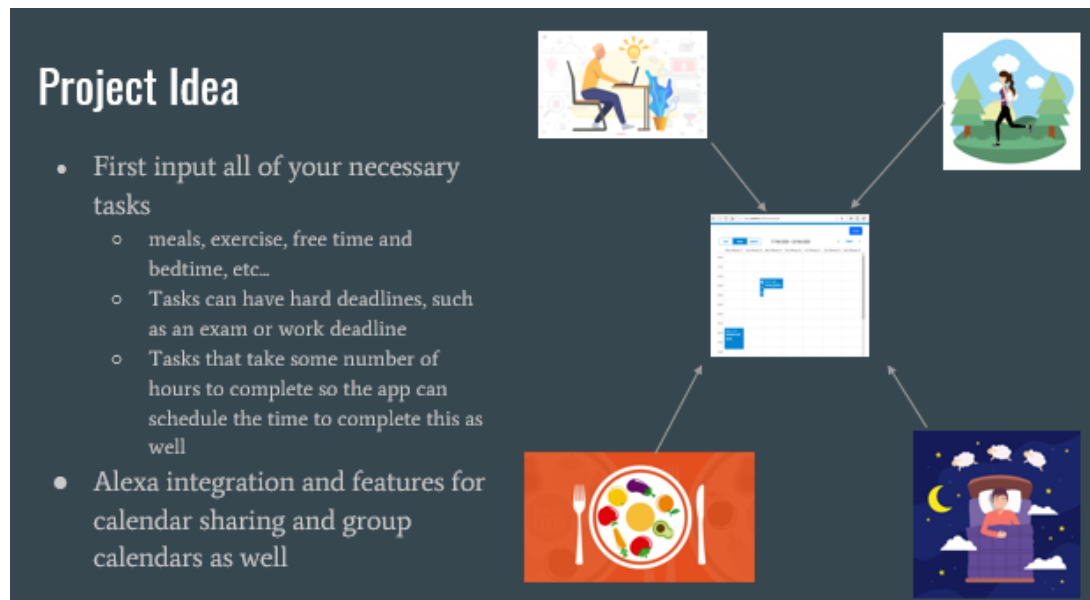 Project Idea
First input all of your necessary
tasks
meals, exercise, free time and
bedtime, etc...
Tasks can have hard deadlines, such
as an exam or work deadline
Tasks that take some number of
hours to complete so the app can
schedule the time to complete this as
well
Alexa integration and features for
calendar sharing and group
calendars as well